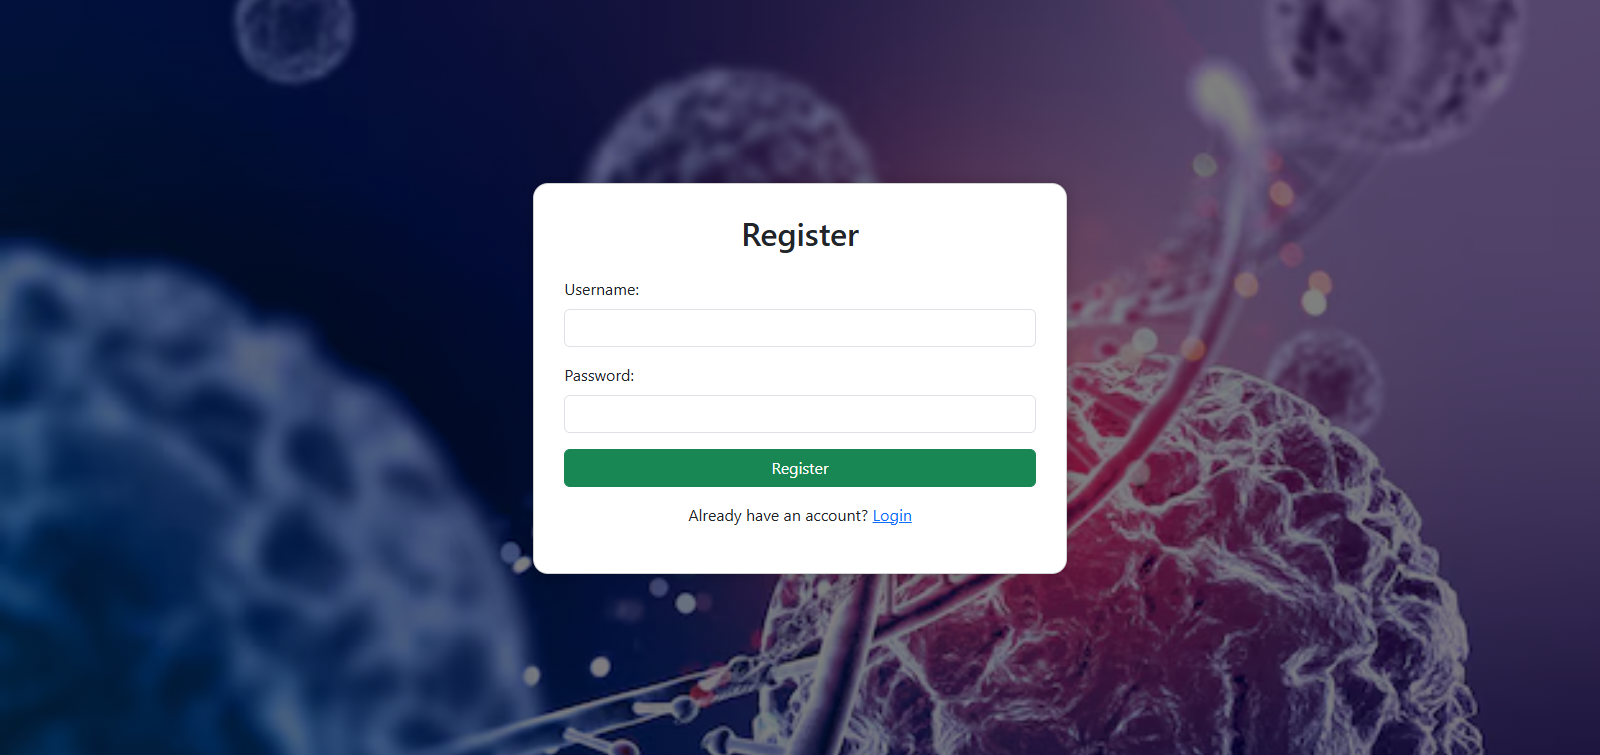 Register
Username:
Password:
Register
Already have an account? Login